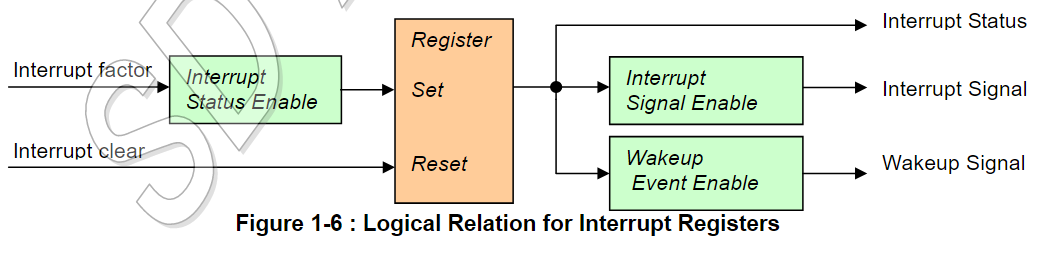 Interrupt Status
Register
Interrupt factor
Interrupt
Status Enable
Set
Interrupt
Signal Enable
Interrupt Signal
Interrupt clear
Reset
Wakeup
Event Enable
Wakeup Signal
Figure 1-6 : Logical Relation for Interrupt Registers